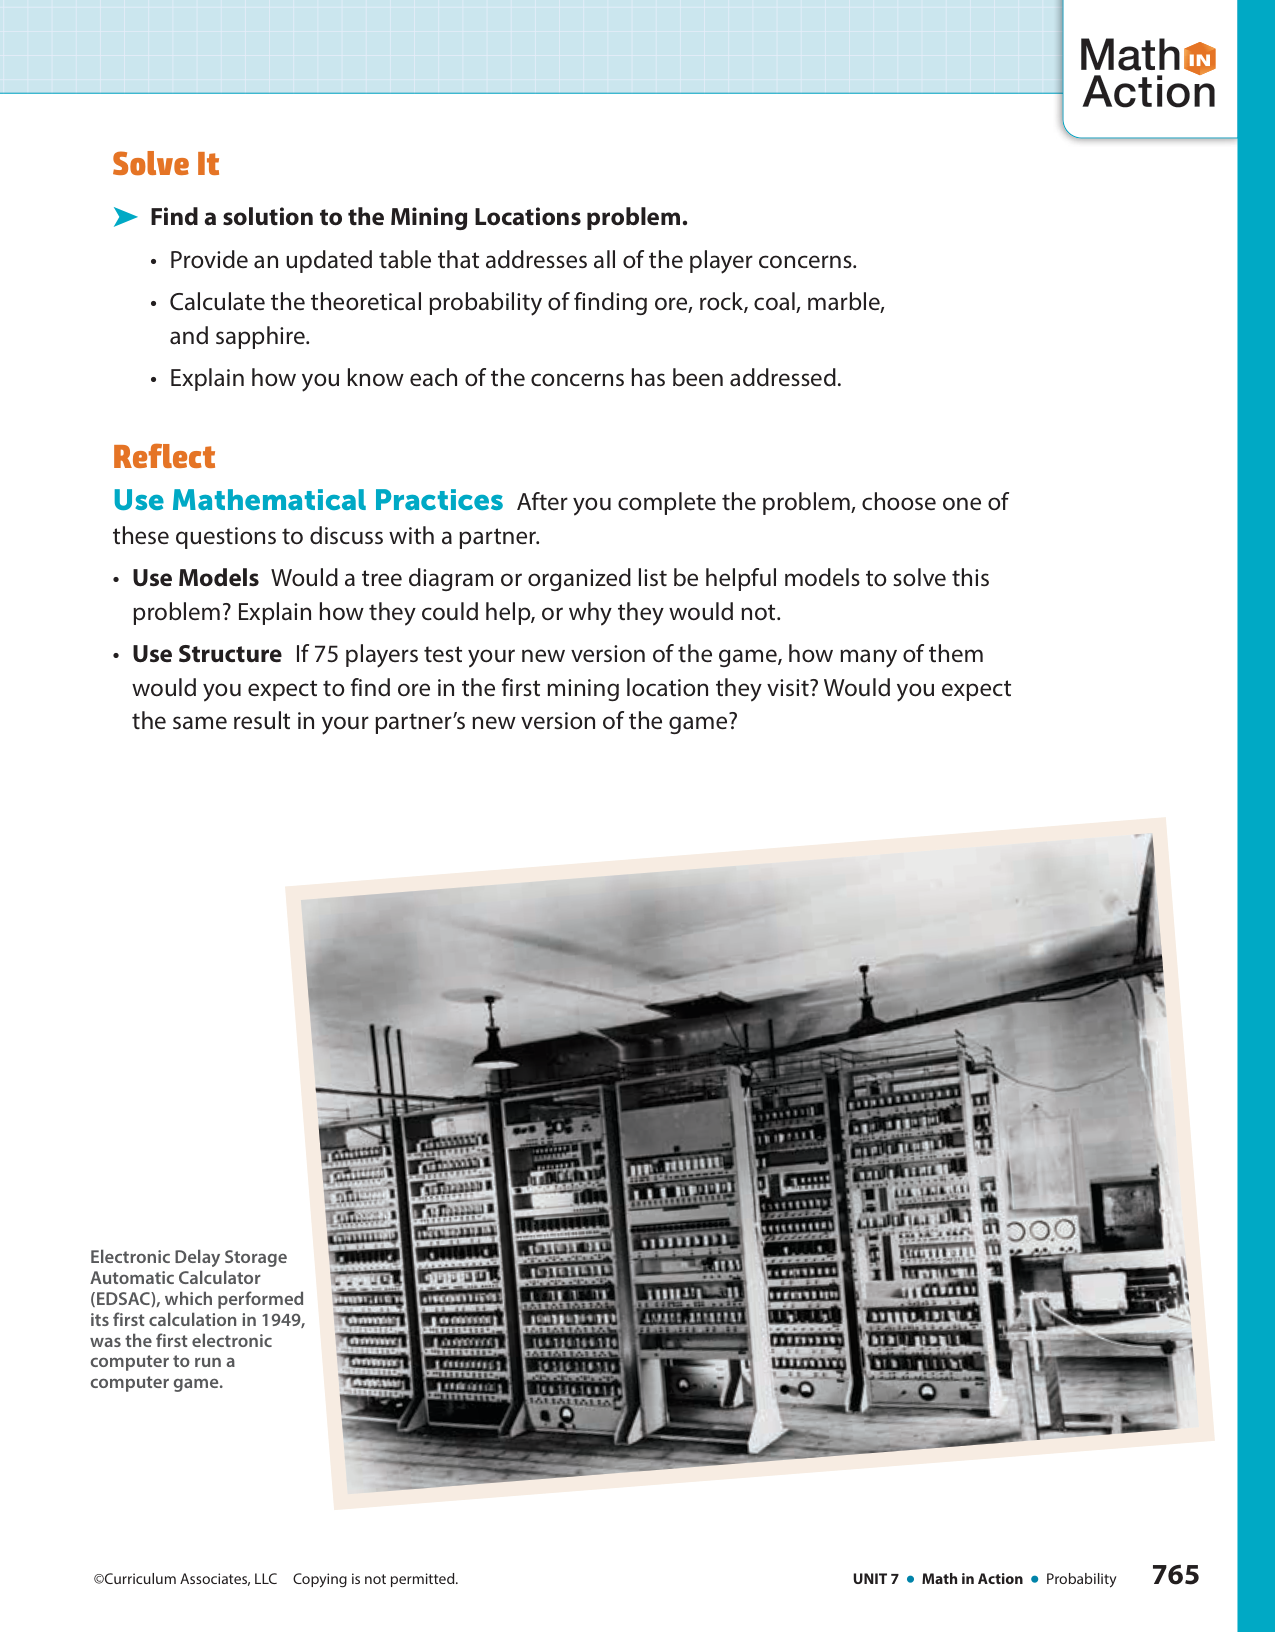 Math IN
Action
Solve It
Find a solution to the Mining Locations problem.
• Provide an updated table that addresses all of the player concerns.
• Calculate the theoretical probability of finding ore, rock, coal, marble,
and sapphire.
• Explain how you know each of the concerns has been addressed.
Reflect
Use Mathematical Practices After you complete the problem, choose one of
these questions to discuss with a partner.
• Use Models Would a tree diagram or organized list be helpful models to solve this
problem? Explain how they could help, or why they would not.
• Use Structure If 75 players test your new version of the game, how many of them
would you expect to find ore in the first mining location they visit? Would you expect
the same result in your partner's new version of the game?
Electronic Delay Storage
Automatic Calculator
(EDSAC), which performed
its first calculation in 1949,
was the first electronic
computer to run a
computer game.
©Curriculum Associates, LLC Copying is not permitted.
UNIT 7 • Math in Action • Probability 765